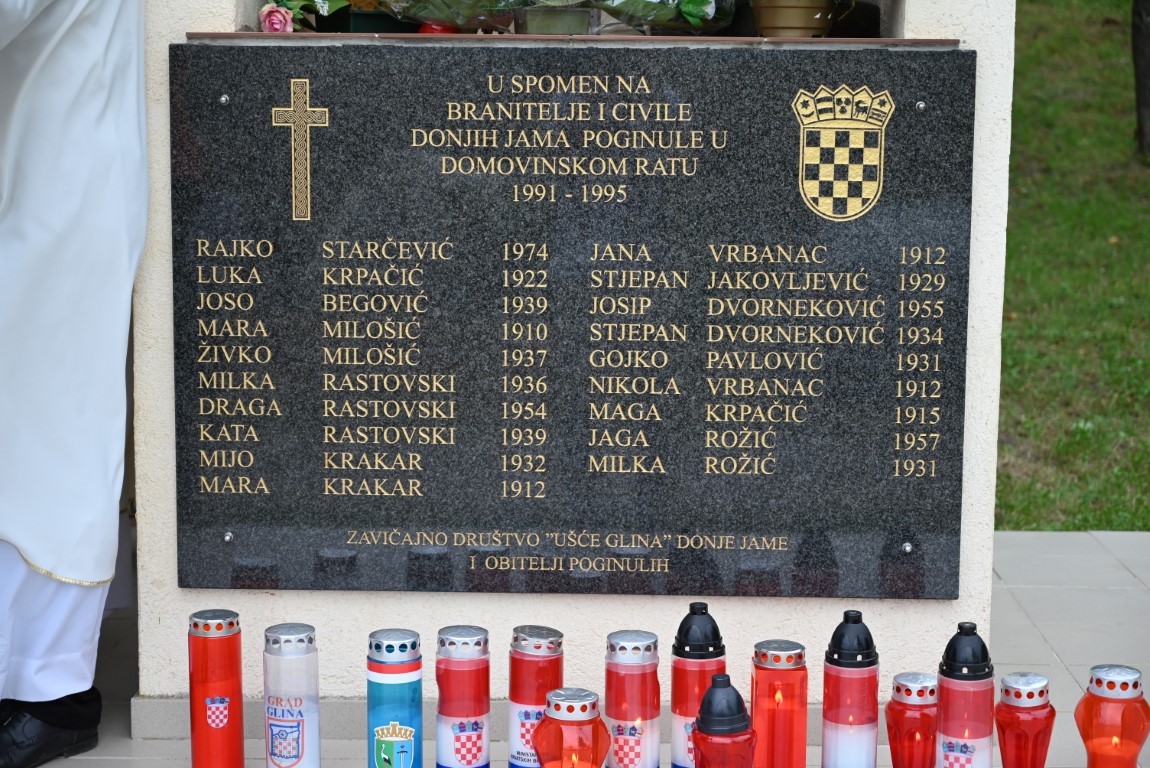 U SPOMEN NA
BRANITELJE I CIVILE
DONJIH JAMA POGINULE U
DOMOVINSKOM RATU
1991 - 1995
RAJKO STARČEVIĆ 1974
LUKA KRPAČIĆ 1922
JOSO BEGOVIĆ 1939
MARA MILOŠIĆ 1910
ŽIVKO MILOŠIĆ 1937
MILKA RASTOVSKI 1936
DRAGA RASTOVSKI 1954
KATA RASTOVSKI 1939
MIJO KRAKAR 1932
MARA KRAKAR 1912
JANA VRBANAC 1912
STJEPAN JAKOVLJEVIĆ 1929
JOSIP DVORNEKOVIĆ 1955
STJEPAN DVORNEKOVIĆ 1934
GOJKO PAVLOVIĆ 1931
NIKOLA VRBANAC 1912
MAGA KRPAČIĆ 1915
JAGA ROŽIĆ 1957
MILKA ROŽIĆ 1931
ZAVIČAJNO DRUŠTVO "UŠĆE GLINA" DONJE JAME
I OBITELJI POGINULIH
GRAD
GLINA